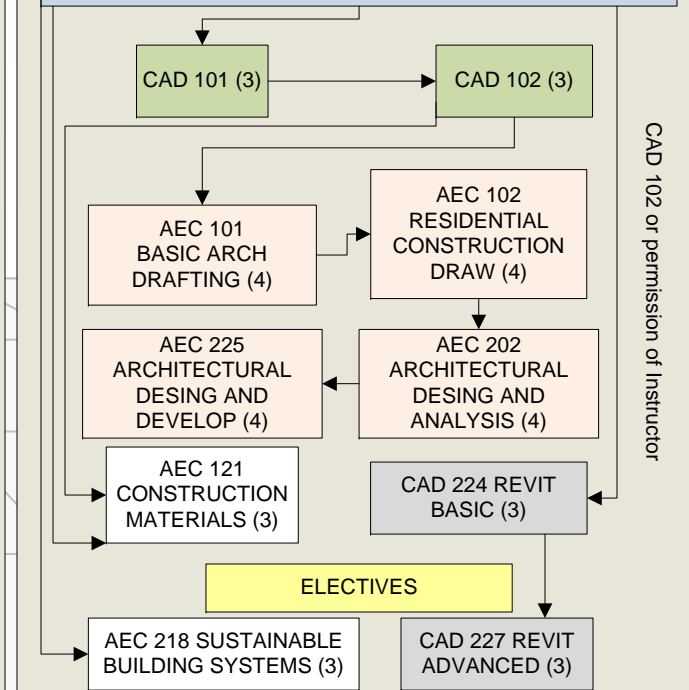 CAD 101 (3)
CAD 102 (3)
CAD 102 or permission of Instructor
AEC 101
BASIC ARCH
DRAFTING (4)
AEC 102
RESIDENTIAL
CONSTRUCTION
DRAW (4)
AEC 225
ARCHITECTURAL
DESING AND
DEVELOP (4)
AEC 202
ARCHITECTURAL
DESING AND
ANALYSIS (4)
AEC 121
CONSTRUCTION
MATERIALS (3)
CAD 224 REVIT
BASIC (3)
ELECTIVES
AEC 218 SUSTAINABLE
BUILDING SYSTEMS (3)
CAD 227 REVIT
ADVANCED (3)